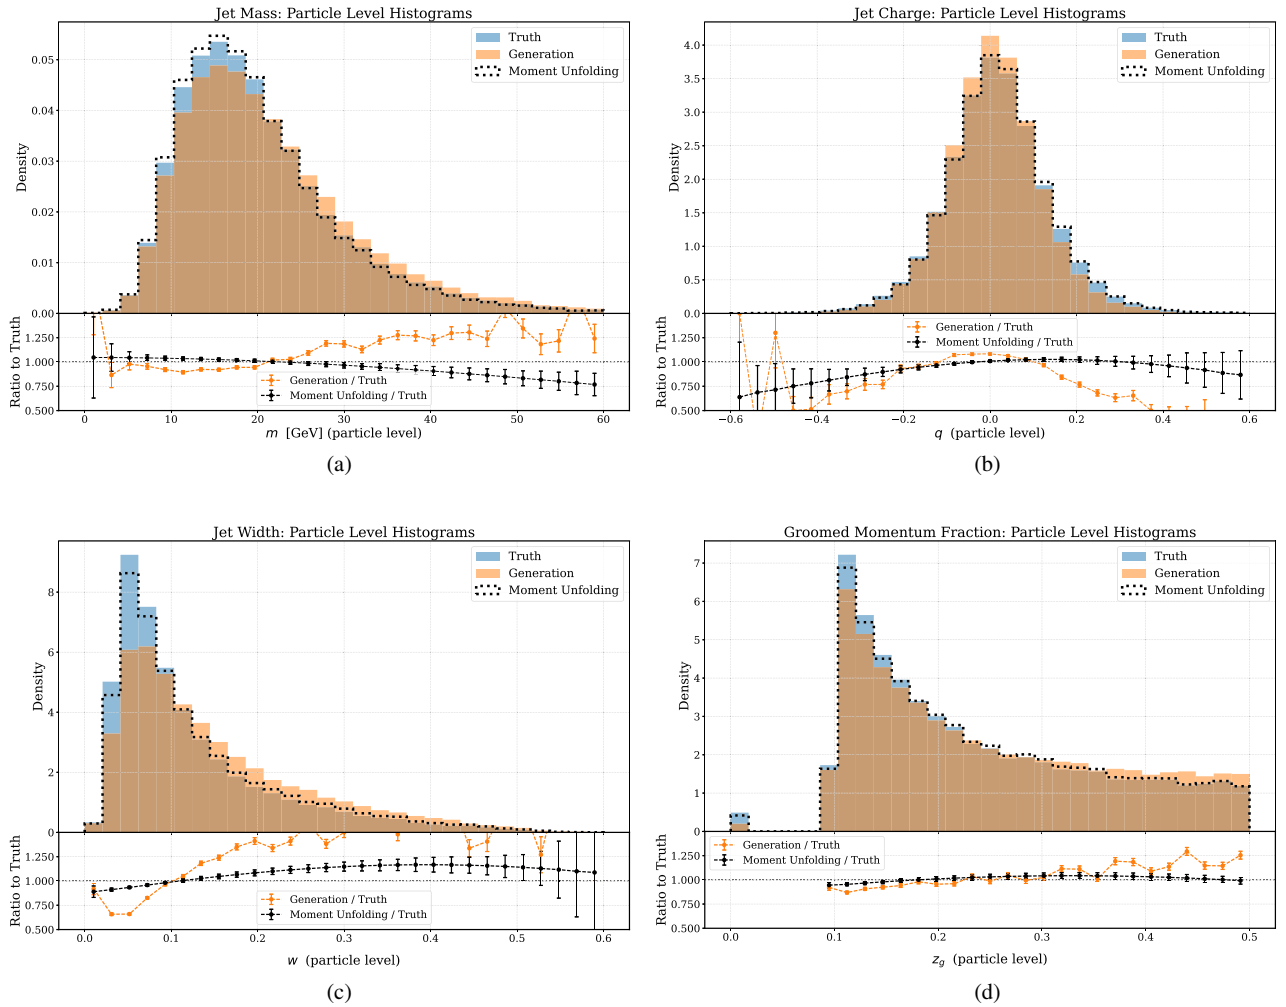 Jet Mass: Particle Level Histograms
Truth
Generation
Moment Unfolding
Density
0.05
0.04
0.03
0.02
0.01
0.00
Ratio to Truth
1.250
1.000
0.750
0.500
Generation / Truth
Moment Unfolding / Truth
0 10 20 30 40 50 60
m [GeV] (particle level)
(a)
Jet Charge: Particle Level Histograms
Truth
Generation
Moment Unfolding
Density
4.0
3.5
3.0
2.5
2.0
1.5
1.0
0.5
0.0
Ratio to Truth
1.250
1.000
0.750
0.500
Generation / Truth
Moment Unfolding / Truth
−0.6 −0.4 −0.2 0.0 0.2 0.4 0.6
q (particle level)
(b)
Jet Width: Particle Level Histograms
Truth
Generation
Moment Unfolding
Density
8
6
4
2
0
Ratio to Truth
1.250
1.000
0.750
0.500
Generation / Truth
Moment Unfolding / Truth
0.0 0.1 0.2 0.3 0.4 0.5 0.6
w (particle level)
(c)
Groomed Momentum Fraction: Particle Level Histograms
Truth
Generation
Moment Unfolding
Density
7
6
5
4
3
2
1
0
Ratio to Truth
1.250
1.000
0.750
0.500
Generation / Truth
Moment Unfolding / Truth
0.0 0.1 0.2 0.3 0.4 0.5
z_g (particle level)
(d)